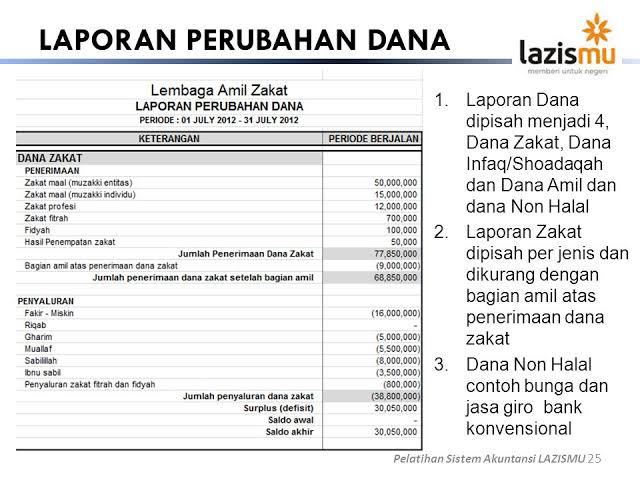 LAPORAN PERUBAHAN DANA
lazismu
memberi untuk negeri
Lembaga Amil Zakat
LAPORAN PERUBAHAN DANA
PERIODE : 01 JULY 2012 - 31 JULY 2012
KETERANGAN PERIODE BERJALAN
DANA ZAKAT
PENERIMAAN
Zakat maal (muzakki entitas) 50,000,000
Zakat maal (muzakki individu) 15,000,000
Zakat profesi 12,000,000
Zakat fitrah 700,000
Fidyah 100,000
Hasil Penempatan zakat 50,000
Jumlah Penerimaan Dana Zakat 77,850,000
Bagian amil atas penerimaan dana zakat (9,000,000)
Jumlah penerimaan dana zakat setelah bagian amil 68,850,000
PENYALURAN
Fakir - Miskin (16,000,000)
Riqab -
Gharim (5,000,000)
Muallaf (5,500,000)
Sabilillah (8,000,000)
Ibnu sabil (3,500,000)
Penyaluran zakat fitrah dan fidyah (800,000)
Jumlah penyaluran dana zakat (38,800,000)
Surplus (defisit) 30,050,000
Saldo awal -
Saldo akhir 30,050,000
1. Laporan Dana
dipisah menjadi 4,
Dana Zakat, Dana
Infaq/Shoadaqah
dan Dana Amil dan
dana Non Halal
2. Laporan Zakat
dipisah per jenis dan
dikurang dengan
bagian amil atas
penerimaan dana
zakat
3. Dana Non Halal
contoh bunga dan
jasa giro bank
konvensional
Pelatihan Sistem Akuntansi LAZISMU 25